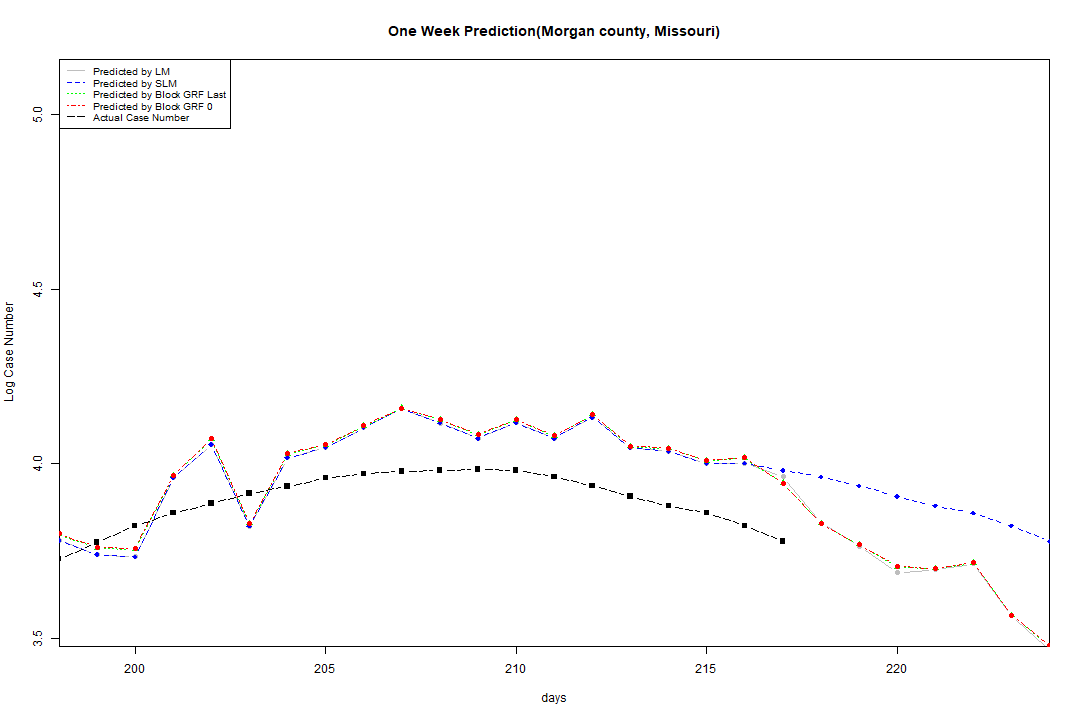 One Week Prediction(Morgan county, Missouri)
Predicted by LM
Predicted by SLM
Predicted by Block GRF Last
Predicted by Block GRF 0
Actual Case Number
5.0
4.5
4.0
3.5
Log Case Number
200 205 210 215 220
days